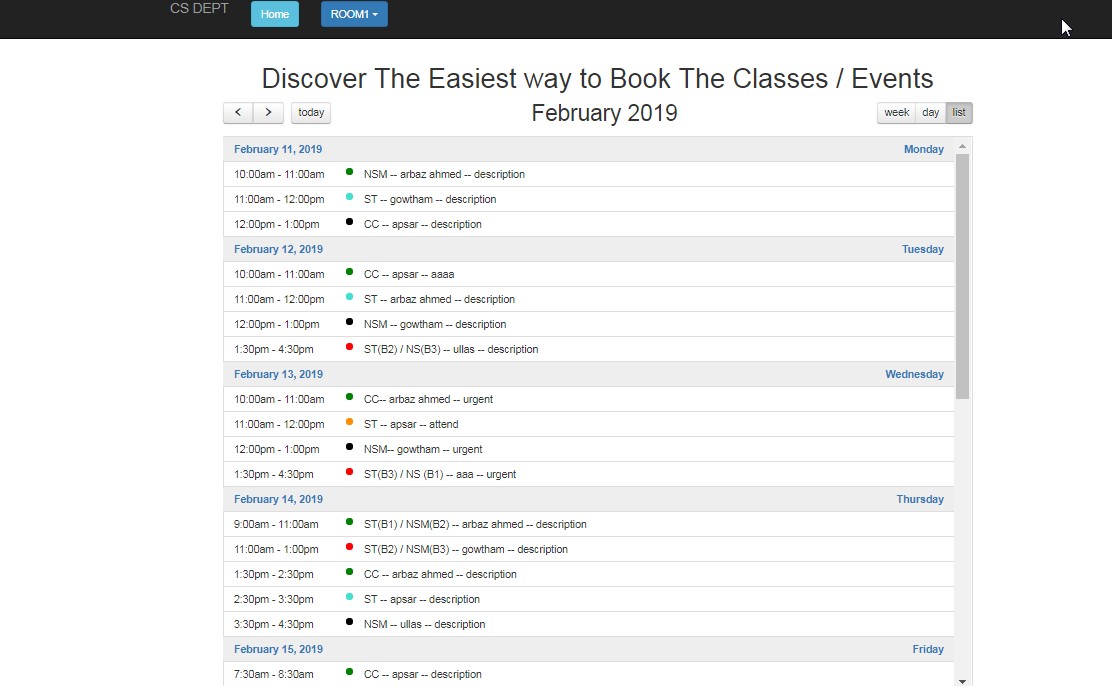 CS DEPT Home ROOM1
Discover The Easiest way to Book The Classes / Events
today February 2019 week day list
February 11, 2019 Monday
10:00am - 11:00am NSM -- arbaz ahmed -- description
11:00am - 12:00pm ST -- gowtham -- description
12:00pm - 1:00pm CC -- apsar -- description
February 12, 2019 Tuesday
10:00am - 11:00am CC -- apsar -- aaaa
11:00am - 12:00pm ST -- arbaz ahmed -- description
12:00pm - 1:00pm NSM -- gowtham -- description
1:30pm - 4:30pm ST(B2) / NS(B3) -- ullas -- description
February 13, 2019 Wednesday
10:00am - 11:00am CC-- arbaz ahmed -- urgent
11:00am - 12:00pm ST -- apsar -- attend
12:00pm - 1:00pm NSM-- gowtham -- urgent
1:30pm - 4:30pm ST(B3) / NS (B1) -- aaa -- urgent
February 14, 2019 Thursday
9:00am - 11:00am ST(B1) / NSM(B2) -- arbaz ahmed -- description
11:00am - 1:00pm ST(B2) / NSM(B3) -- gowtham -- description
1:30pm - 2:30pm CC -- arbaz ahmed -- description
2:30pm - 3:30pm ST -- apsar -- description
3:30pm - 4:30pm NSM -- ullas -- description
February 15, 2019 Friday
7:30am - 8:30am CC -- apsar -- description